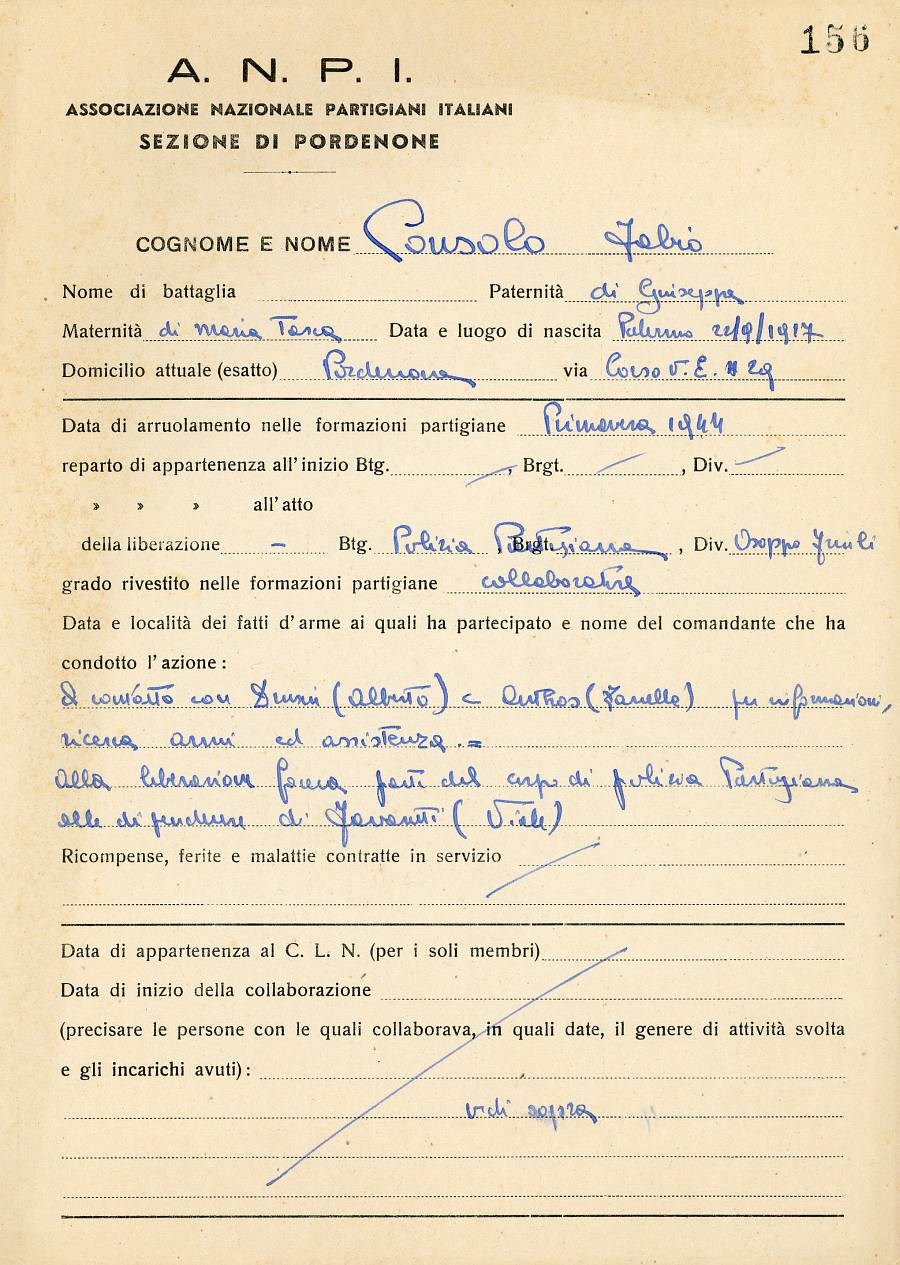 156
A. N. P. I.
ASSOCIAZIONE NAZIONALE PARTIGIANI ITALIANI
SEZIONE DI PORDENONE
COGNOME E NOME Consolo Fabio
Nome di battaglia Paternità di Guiseppe
Maternità di Maria Tasca Data e luogo di nascita Palermo 22/9/1917
Domicilio attuale (esatto) Pordenone via Corso V. E. n 29
Data di arruolamento nelle formazioni partigiane Primavera 1944
reparto di appartenenza all'inizio Btg. , Brgt. , Div.
» » » all'atto
della liberazione - Btg. Polizia Partigiana , Brgt. , Div. Osoppo Friuli
grado rivestito nelle formazioni partigiane collaboratore
Data e località dei fatti d'arme ai quali ha partecipato e nome del comandante che ha
condotto l'azione :
A contatto con (Alberto) e Anthos (Zanello) per informazioni,
ricerca armi ed assistenza . =
alla liberazione faceva parte del corpo di polizia Partigiana
alle dipendenze di (Viole)
Ricompense, ferite e malattie contratte in servizio
Data di appartenenza al C. L. N. (per i soli membri)
Data di inizio della collaborazione
(precisare le persone con le quali collaborava, in quali date, il genere di attività svolta
e gli incarichi avuti) :
vedi sopra